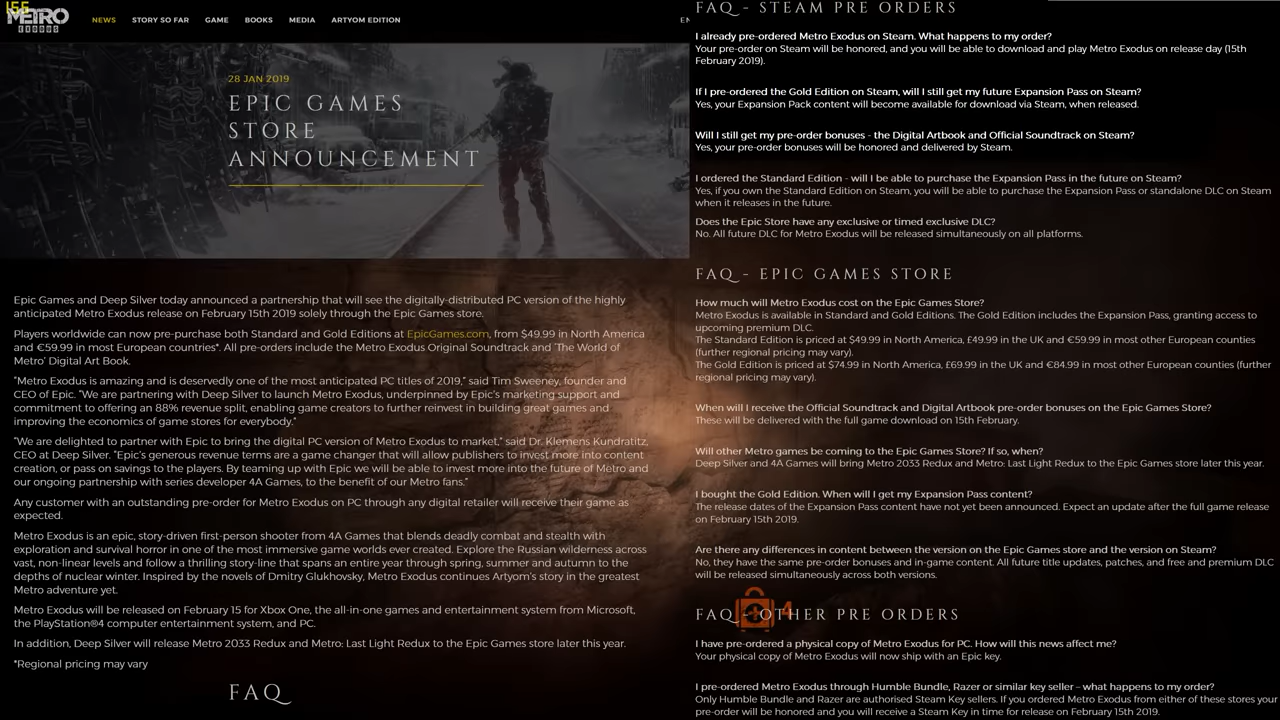 155
METRO
EXODUS
NEWS
STORY SO FAR
GAME
BOOKS
MEDIA
ARTYOM EDITION
EN
28 JAN 2019
EPIC GAMES
STORE
ANNOUNCEMENT
Epic Games and Deep Silver today announced a partnership that will see the digitally-distributed PC version of the highly
anticipated Metro Exodus release on February 15th 2019 solely through the Epic Games store.
Players worldwide can now pre-purchase both Standard and Gold Editions at EpicGames.com, from $49.99 in North America
and €59.99 in most European countries*. All pre-orders include the Metro Exodus Original Soundtrack and 'The World of
Metro' Digital Art Book.
"Metro Exodus is amazing and is deservedly one of the most anticipated PC titles of 2019," said Tim Sweeney, founder and
CEO of Epic. "We are partnering with Deep Silver to launch Metro Exodus, underpinned by Epic's marketing support and
commitment to offering an 88% revenue split, enabling game creators to further reinvest in building great games and
improving the economics of game stores for everybody."
"We are delighted to partner with Epic to bring the digital PC version of Metro Exodus to market," said Dr. Klemens Kundratitz,
CEO at Deep Silver. "Epic's generous revenue terms are a game changer that will allow publishers to invest more into content
creation, or pass on savings to the players. By teaming up with Epic we will be able to invest more into the future of Metro and
our ongoing partnership with series developer 4A Games, to the benefit of our Metro fans."
Any customer with an outstanding pre-order for Metro Exodus on PC through any digital retailer will receive their game as
expected.
Metro Exodus is an epic, story-driven first-person shooter from 4A Games that blends deadly combat and stealth with
exploration and survival horror in one of the most immersive game worlds ever created. Explore the Russian wilderness across
vast, non-linear levels and follow a thrilling story-line that spans an entire year through spring, summer and autumn to the
depths of nuclear winter. Inspired by the novels of Dmitry Glukhovsky, Metro Exodus continues Artyom's story in the greatest
Metro adventure yet.
Metro Exodus will be released on February 15 for Xbox One, the all-in-one games and entertainment system from Microsoft,
the PlayStation®4 computer entertainment system, and PC.
In addition, Deep Silver will release Metro 2033 Redux and Metro: Last Light Redux to the Epic Games store later this year.
*Regional pricing may vary
FAQ
FAQ - STEAM PRE ORDERS
I already pre-ordered Metro Exodus on Steam. What happens to my order?
Your pre-order on Steam will be honored, and you will be able to download and play Metro Exodus on release day (15th
February 2019).
If I pre-ordered the Gold Edition on Steam, will I still get my future Expansion Pass on Steam?
Yes, your Expansion Pack content will become available for download via Steam, when released.
Will I still get my pre-order bonuses - the Digital Artbook and Official Soundtrack on Steam?
Yes, your pre-order bonuses will be honored and delivered by Steam.
I ordered the Standard Edition - will I be able to purchase the Expansion Pass in the future on Steam?
Yes, if you own the Standard Edition on Steam, you will be able to purchase the Expansion Pass or standalone DLC on Steam
when it releases in the future.
Does the Epic Store have any exclusive or timed exclusive DLC?
No. All future DLC for Metro Exodus will be released simultaneously on all platforms.
FAQ - EPIC GAMES STORE
How much will Metro Exodus cost on the Epic Games Store?
Metro Exodus is available in Standard and Gold Editions. The Gold Edition includes the Expansion Pass, granting access to
upcoming premium DLC.
The Standard Edition is priced at $49.99 in North America, £49.99 in the UK and €59.99 in most other European counties
(further regional pricing may vary).
The Gold Edition is priced at $74.99 in North America, £69.99 in the UK and €84.99 in most other European counties (further
regional pricing may vary).
When will I receive the Official Soundtrack and Digital Artbook pre-order bonuses on the Epic Games Store?
These will be delivered with the full game download on 15th February.
Will other Metro games be coming to the Epic Games Store? If so, when?
Deep Silver and 4A Games will bring Metro 2033 Redux and Metro: Last Light Redux to the Epic Games store later this year.
I bought the Gold Edition. When will I get my Expansion Pass content?
The release dates of the Expansion Pass content have not yet been announced. Expect an update after the full game release
on February 15th 2019.
Are there any differences in content between the version on the Epic Games store and the version on Steam?
No, they have the same pre-order bonuses and in-game content. All future title updates, patches, and free and premium DLC
will be released simultaneously across both versions.
4
FAQ - OTHER PRE ORDERS
I have pre-ordered a physical copy of Metro Exodus for PC. How will this news affect me?
Your physical copy of Metro Exodus will now ship with an Epic key.
I pre-ordered Metro Exodus through Humble Bundle, Razer or similar key seller – what happens to my order?
Only Humble Bundle and Razer are authorised Steam Key sellers. If you ordered Metro Exodus from either of these stores your
pre-order will be honored and you will receive a Steam Key in time for release on February 15th 2019.